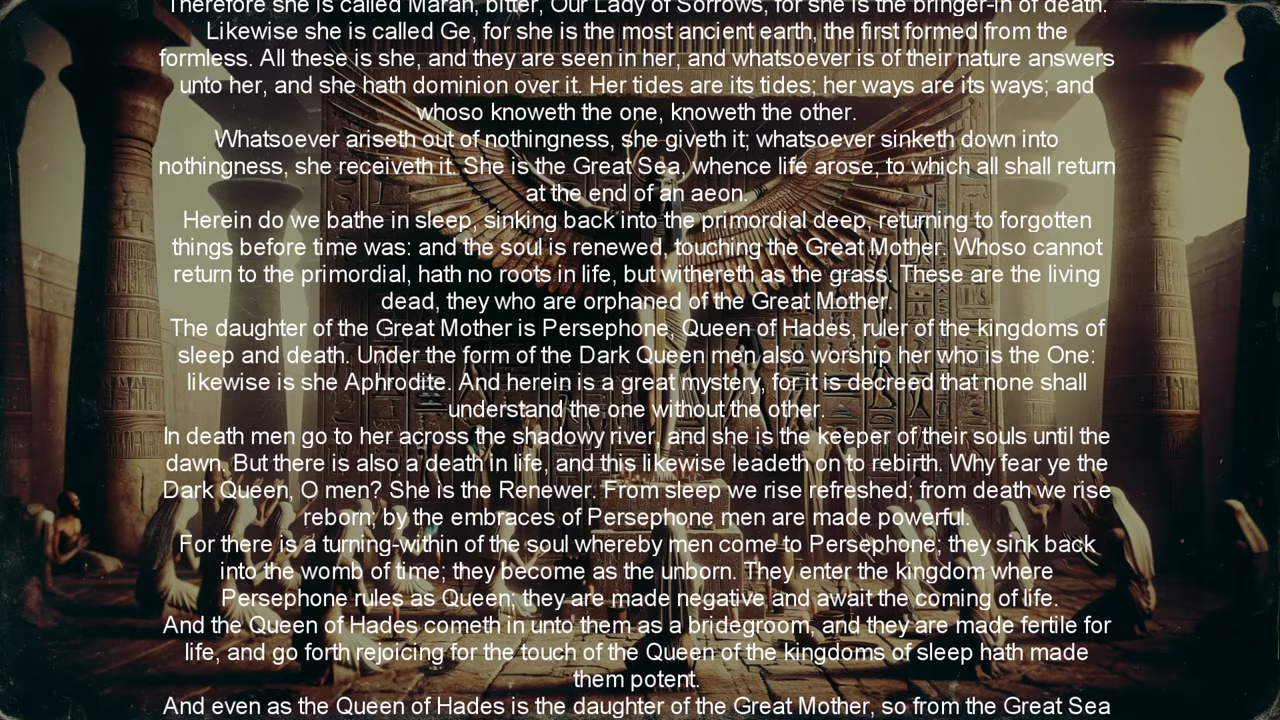 Therefore she is called Marah, bitter, Our Lady of Sorrows, for she is the bringer-in of death.
Likewise she is called Ge, for she is the most ancient earth, the first formed from the
formless. All these is she, and they are seen in her, and whatsoever is of their nature answers
unto her, and she hath dominion over it. Her tides are its tides; her ways are its ways; and
whoso knoweth the one, knoweth the other.
Whatsoever ariseth out of nothingness, she giveth it; whatsoever sinketh down into
nothingness, she receiveth it. She is the Great Sea, whence life arose, to which all shall return
at the end of an aeon.
Herein do we bathe in sleep, sinking back into the primordial deep, returning to forgotten
things before time was: and the soul is renewed, touching the Great Mother. Whoso cannot
return to the primordial, hath no roots in life, but withereth as the grass. These are the living
dead, they who are orphaned of the Great Mother.
The daughter of the Great Mother is Persephone, Queen of Hades, ruler of the kingdoms of
sleep and death. Under the form of the Dark Queen men also worship her who is the One:
likewise is she Aphrodite. And herein is a great mystery, for it is decreed that none shall
understand the one without the other.
In death men go to her across the shadowy river, and she is the keeper of their souls until the
dawn. But there is also a death in life, and this likewise leadeth on to rebirth. Why fear ye the
Dark Queen, O men? She is the Renewer. From sleep we rise refreshed; from death we rise
reborn; by the embraces of Persephone men are made powerful.
For there is a turning-within of the soul whereby men come to Persephone; they sink back
into the womb of time; they become as the unborn. They enter the kingdom where
Persephone rules as Queen; they are made negative and await the coming of life.
And the Queen of Hades cometh in unto them as a bridegroom, and they are made fertile for
life, and go forth rejoicing for the touch of the Queen of the kingdoms of sleep hath made
them potent.
And even as the Queen of Hades is the daughter of the Great Mother, so from the Great Sea